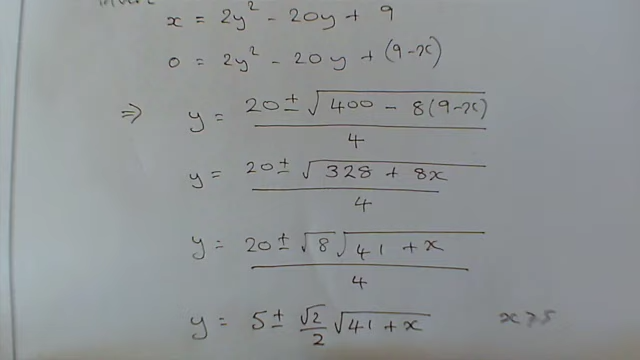 x = 2y² - 20y + 9
0 = 2y² - 20y + (9-x)
⇒ y = (20 ± √(400 - 8(9-x))) / 4
y = (20 ± √(328 + 8x)) / 4
y = (20 ± √8 √(41 + x)) / 4
y = 5 ± √2/2 √(41 + x) x ≥ 5